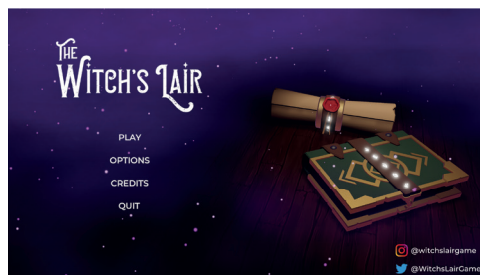 THE
WITCH'S LAIR
PLAY
OPTIONS
CREDITS
QUIT
@witchslairgame
@WitchsLairGame